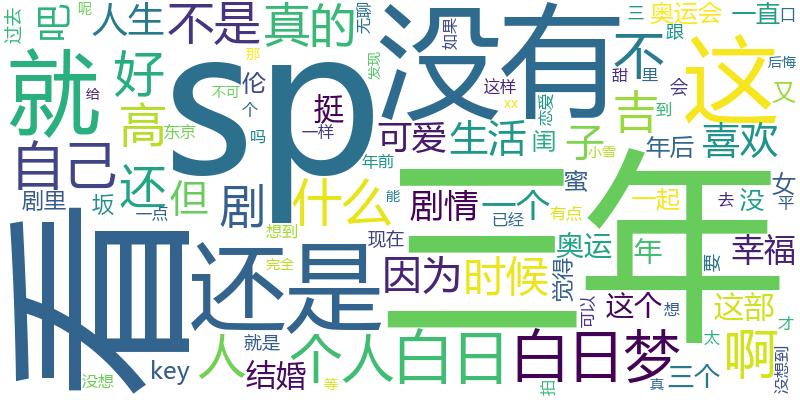 过去
吧
呢
人生
不是
真的
无聊
没有
如果
不
三
里
奥运会
跟
一直
口
后悔
就
给
好
sp
不可
那
发现
这样
xx
甜
这
会
又
高
伦
个
挺
恋爱
吉
到
自己
东京
吗
一样
可爱
生活
闺
子
小雪
年后
喜欢
还
年前
剧里
坂
一点
但
剧
什么
能
剧情
一个
蜜
二
三
年
一起
去
没
女
平
想到
已经
有点
看
还是
完全
现在
因为
时候
觉得
奥运
年
要
幸福
可以
这个
想
这部
才
没想
key
就是
结婚
人
个人
等
白日
白日梦
拍
真
三个
太
啊
没想到